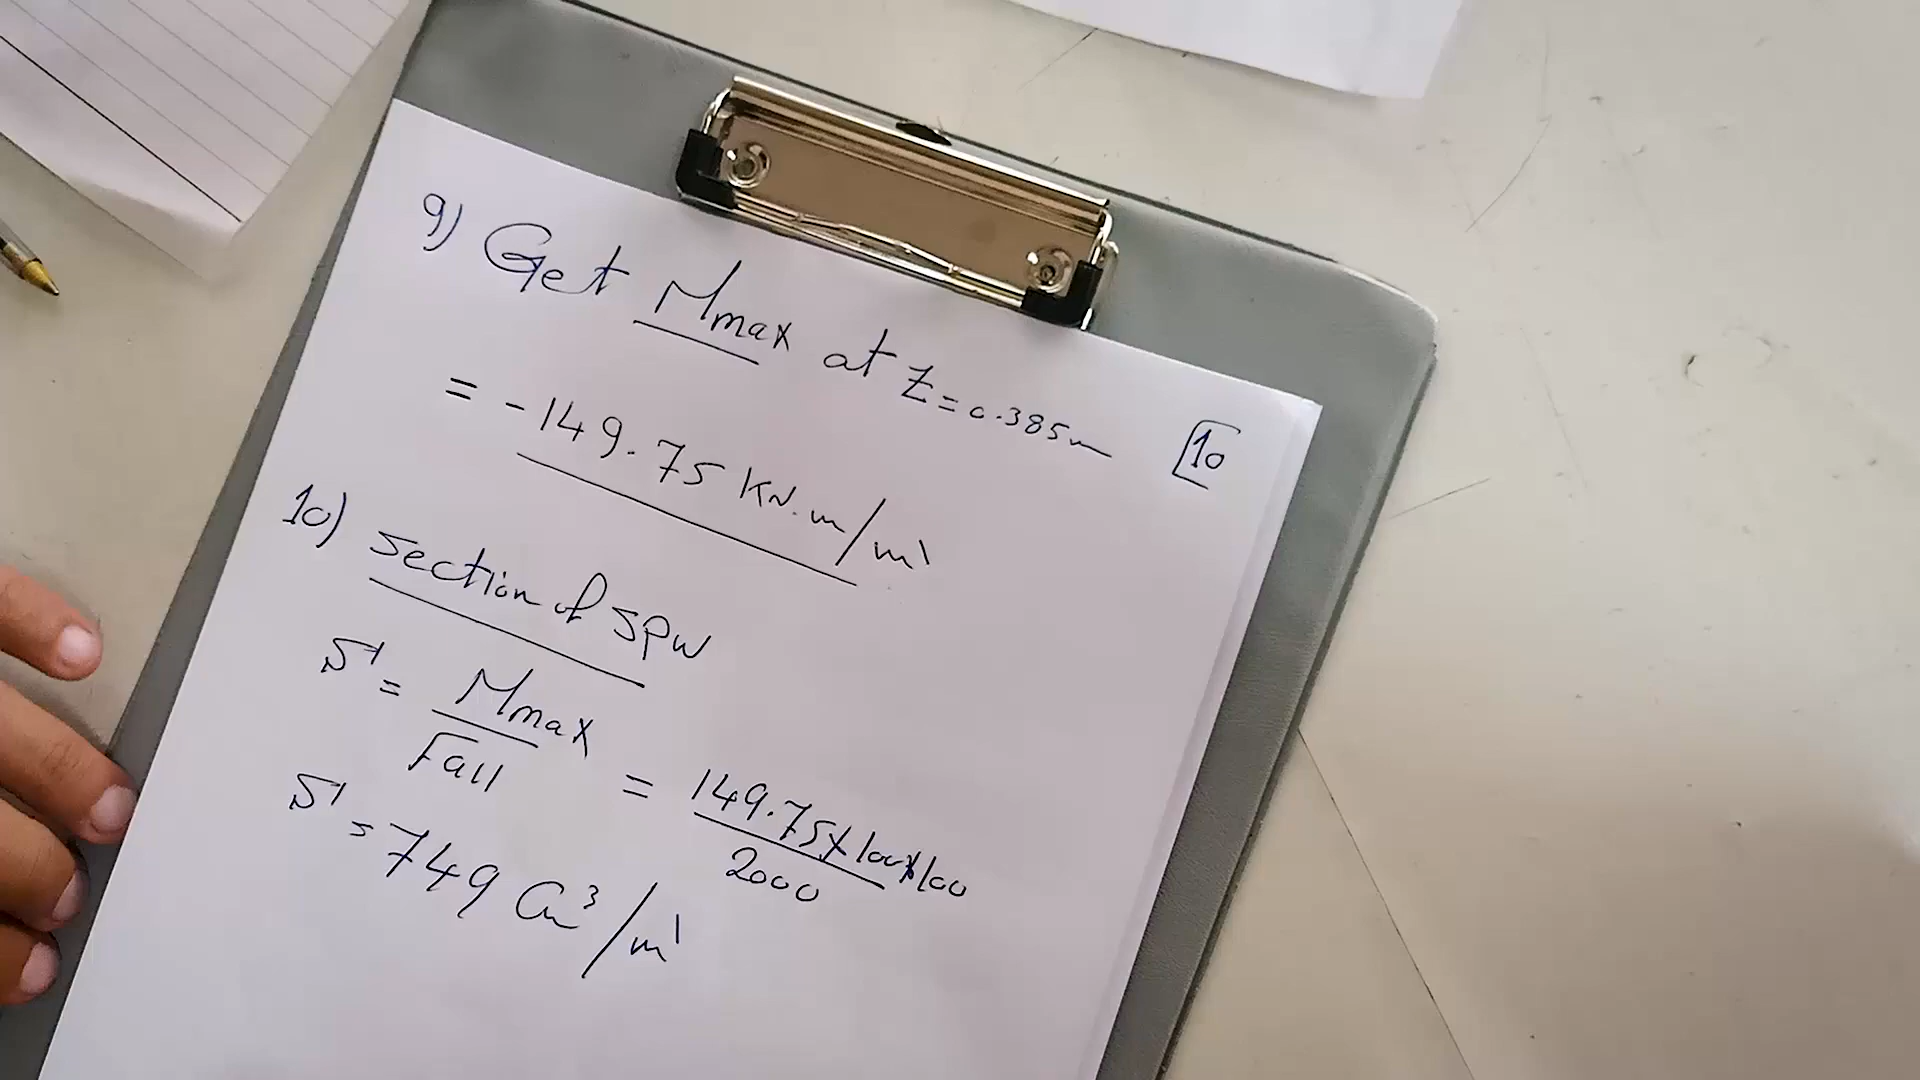 9) Get Mmax at Z = 0.385m
10
= -149.75 KN.m/m'
10) section of SPW
S = Mmax / Fall = 149.75x100x100 / 2000
S = 749 Cm³/m'